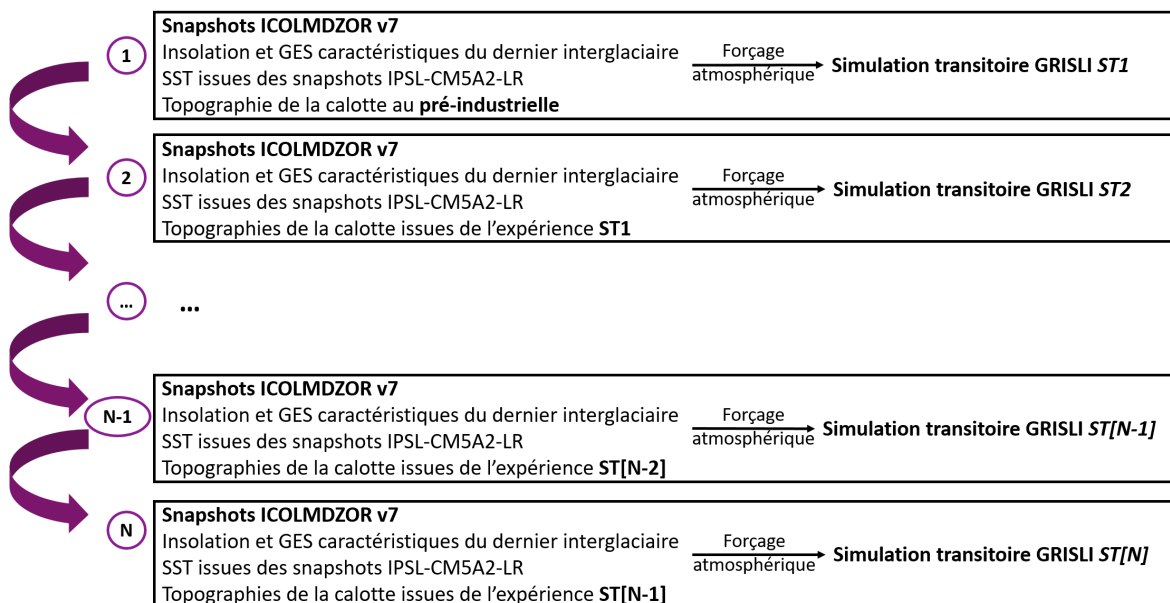 1
Snapshots ICOLMDZOR v7
Insolation et GES caractéristiques du dernier interglaciaire
SST issues des snapshots IPSL-CM5A2-LR
Topographie de la calotte au pré-industrielle
Forçage
atmosphérique
Simulation transitoire GRISLI ST1
2
Snapshots ICOLMDZOR v7
Insolation et GES caractéristiques du dernier interglaciaire
SST issues des snapshots IPSL-CM5A2-LR
Topographies de la calotte issues de l’expérience ST1
Forçage
atmosphérique
Simulation transitoire GRISLI ST2
...
...
N-1
Snapshots ICOLMDZOR v7
Insolation et GES caractéristiques du dernier interglaciaire
SST issues des snapshots IPSL-CM5A2-LR
Topographies de la calotte issues de l’expérience ST[N-2]
Forçage
atmosphérique
Simulation transitoire GRISLI ST[N-1]
N
Snapshots ICOLMDZOR v7
Insolation et GES caractéristiques du dernier interglaciaire
SST issues des snapshots IPSL-CM5A2-LR
Topographies de la calotte issues de l’expérience ST[N-1]
Forçage
atmosphérique
Simulation transitoire GRISLI ST[N]